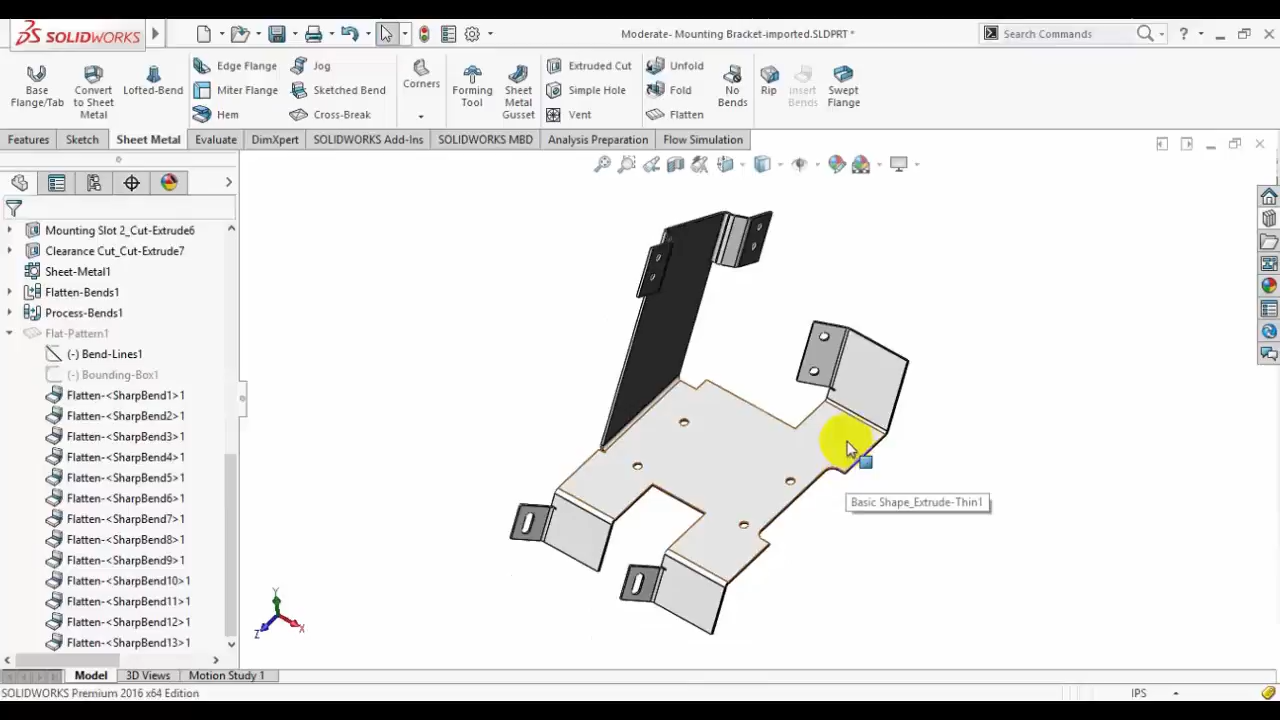 SOLIDWORKS
Moderate- Mounting Bracket-imported.SLDPRT *
Search Commands
?
Base
Flange/Tab
Convert
to Sheet
Metal
Lofted-Bend
Edge Flange
Miter Flange
Hem
Jog
Sketched Bend
Cross-Break
Corners
Forming
Tool
Sheet
Metal
Gusset
Extruded Cut
Simple Hole
Vent
Unfold
Fold
Flatten
No
Bends
Rip
Insert
Bends
Swept
Flange
Features
Sketch
Sheet Metal
Evaluate
DimXpert
SOLIDWORKS Add-Ins
SOLIDWORKS MBD
Analysis Preparation
Flow Simulation
Mounting Slot 2_Cut-Extrude6
Clearance Cut_Cut-Extrude7
Sheet-Metal1
Flatten-Bends1
Process-Bends1
Flat-Pattern1
(-) Bend-Lines1
(-) Bounding-Box1
Flatten-<SharpBend1>1
Flatten-<SharpBend2>1
Flatten-<SharpBend3>1
Flatten-<SharpBend4>1
Flatten-<SharpBend5>1
Flatten-<SharpBend6>1
Flatten-<SharpBend7>1
Flatten-<SharpBend8>1
Flatten-<SharpBend9>1
Flatten-<SharpBend10>1
Flatten-<SharpBend11>1
Flatten-<SharpBend12>1
Flatten-<SharpBend13>1
Basic Shape_Extrude-Thin1
Y
Z
X
Model
3D Views
Motion Study 1
SOLIDWORKS Premium 2016 x64 Edition
IPS